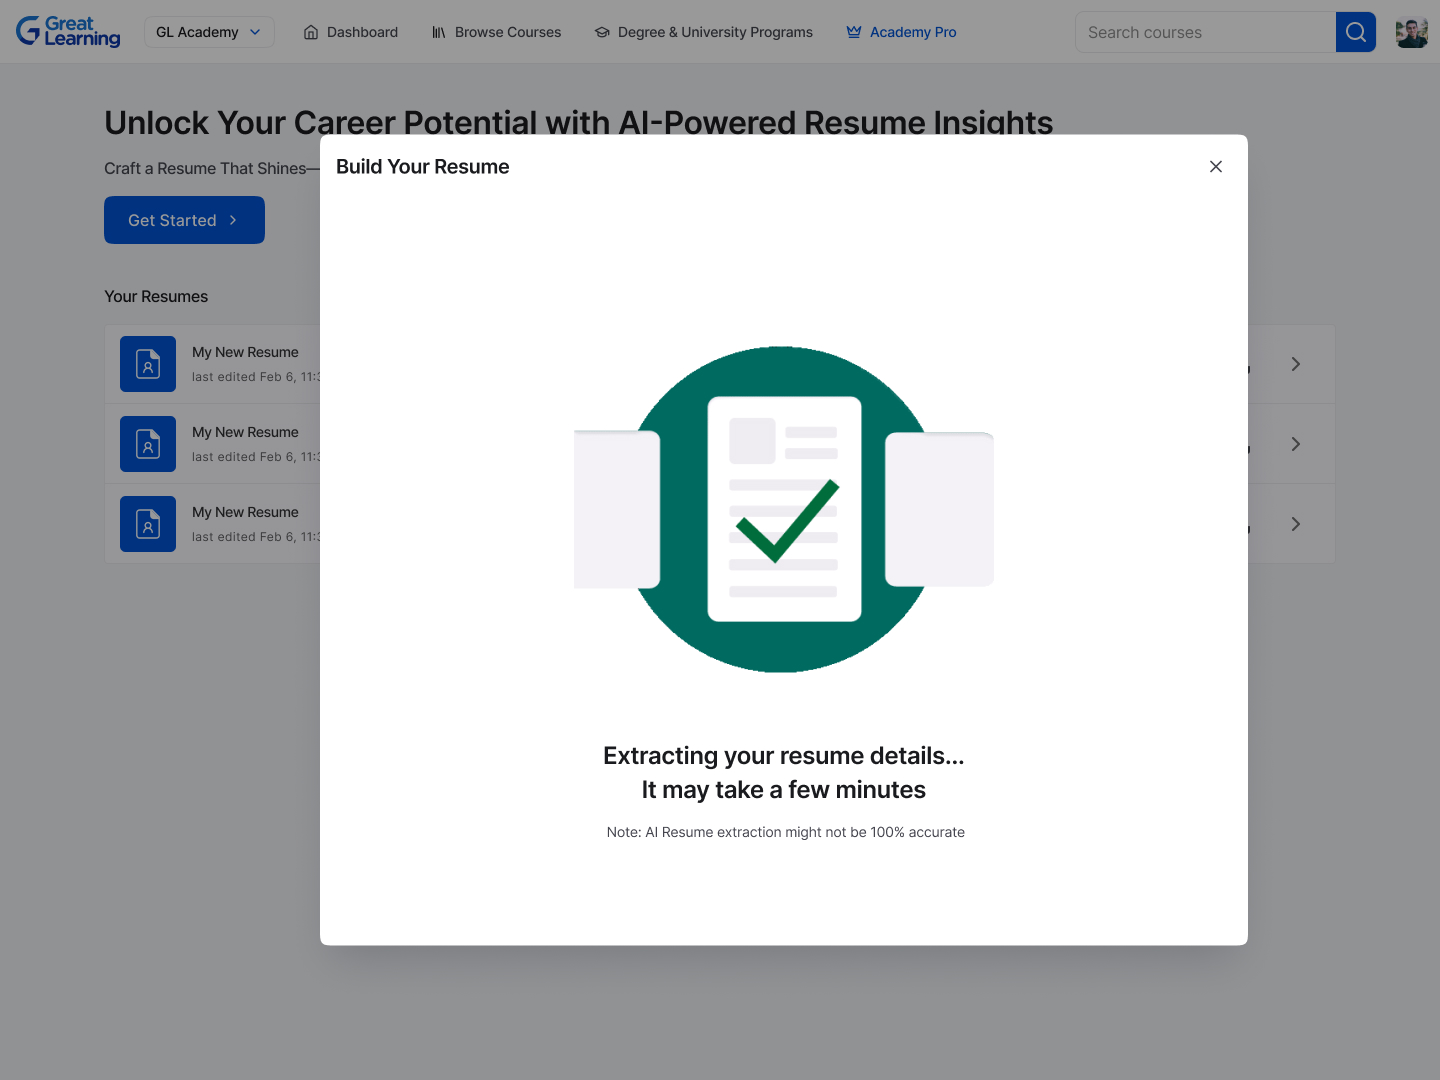 Great Learning
GL Academy
Dashboard
Browse Courses
Degree & University Programs
Academy Pro
Search courses
Unlock Your Career Potential with AI-Powered Resume Insights
Craft a Resume That Shines—
Get Started
Build Your Resume
Your Resumes
My New Resume
last edited Feb 6, 11:3
My New Resume
last edited Feb 6, 11:3
My New Resume
last edited Feb 6, 11:3
Extracting your resume details...
It may take a few minutes
Note: AI Resume extraction might not be 100% accurate